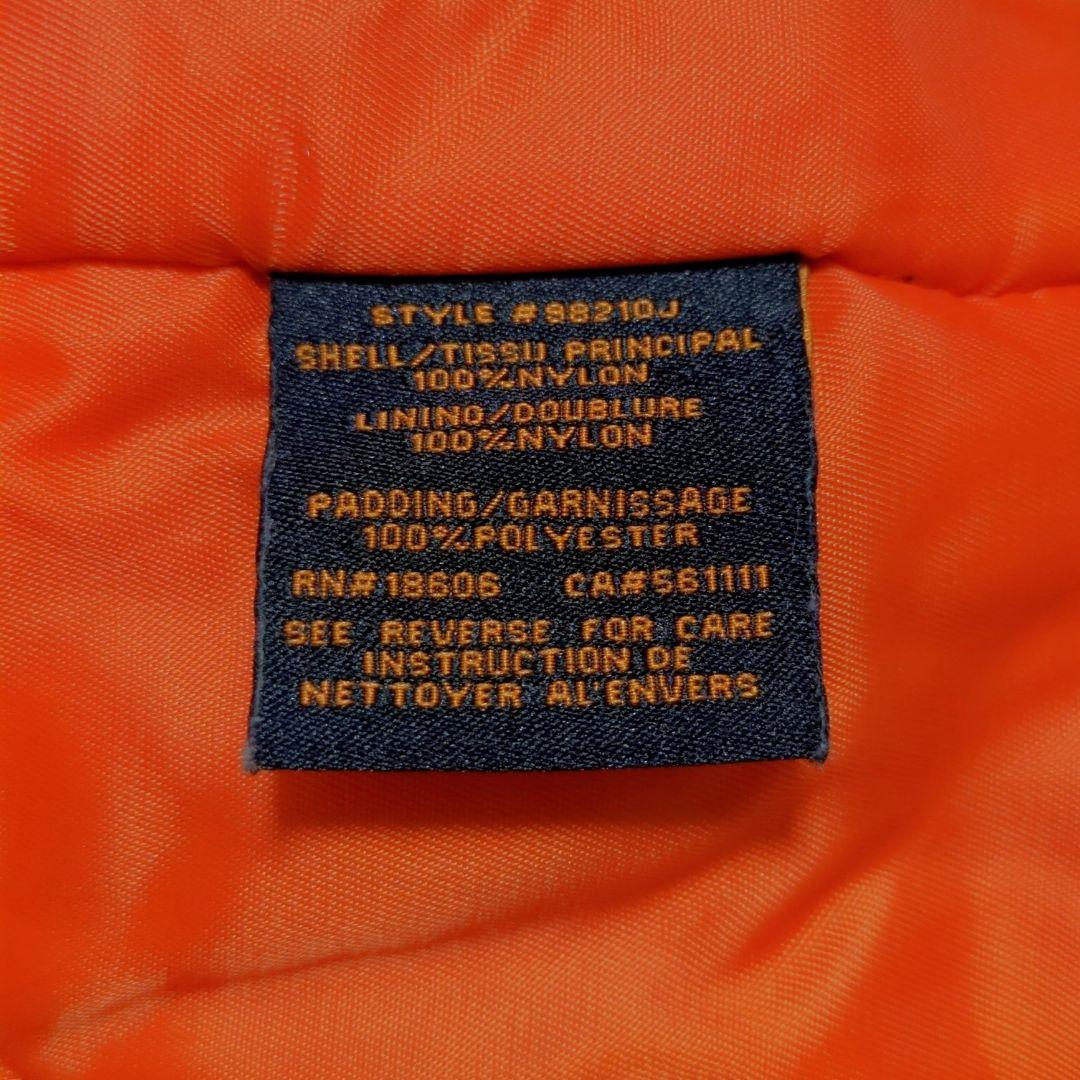 STYLE #98210J
SHELL/TISSU PRINCIPAL
100%NYLON
LININO/DOUBLURE
100%NYLON
PADDING/GARNISSAGE
100%POLYESTER
RN#18606 CA#561111
SEE REVERSE FOR CARE
INSTRUCTION DE
NETTOYER AL'ENVERS